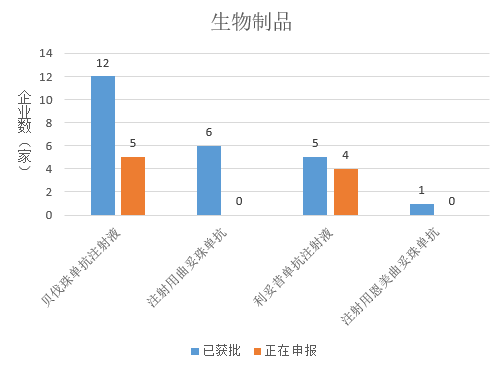 生物制品
企业数（家）
14
12
10
8
6
4
2
0
12
5
6
0
5
4
1
0
贝伐珠单抗注射液
注射用曲妥珠单抗
利妥昔单抗注射液
注射用恩美曲妥珠单抗
已获批 正在申报